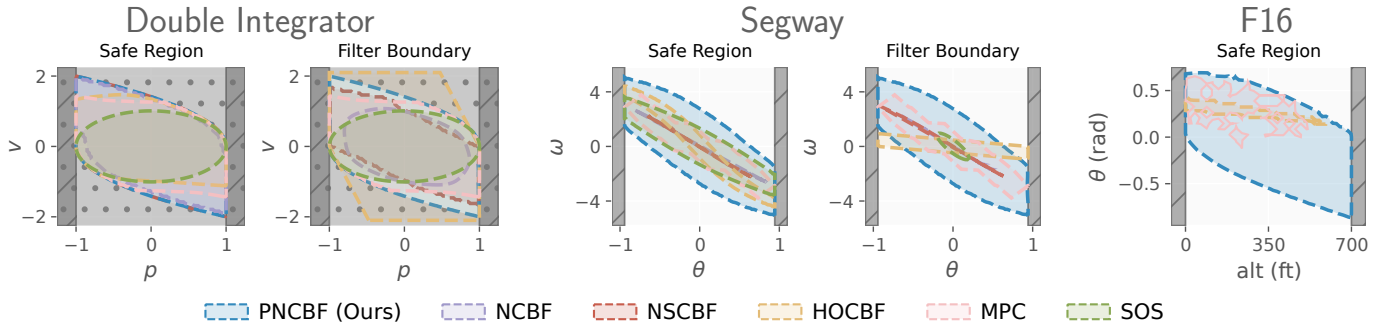 Double Integrator
Segway
F16
Safe Region
Filter Boundary
Safe Region
Filter Boundary
Safe Region
2
0
−2
v
−1
0
1
p
v
2
0
−2
−1
0
1
p
ω
4
0
−4
−1
0
1
θ
ω
4
0
−4
−1
0
1
θ
θ (rad)
0.5
0.0
−0.5
0
350
700
alt (ft)
PNCBF (Ours)
NCBF
NSCBF
HOCBF
MPC
SOS